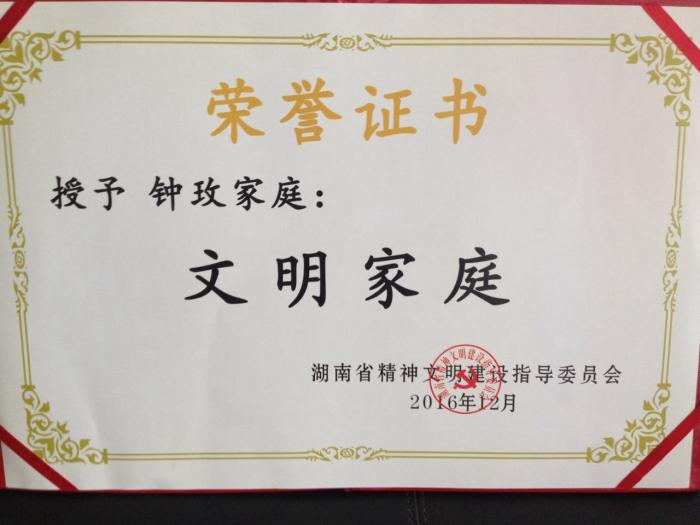 荣誉证书
授予 钟玫家庭：
文明家庭
湖南省精神文明建设指导委员会
2016年12月